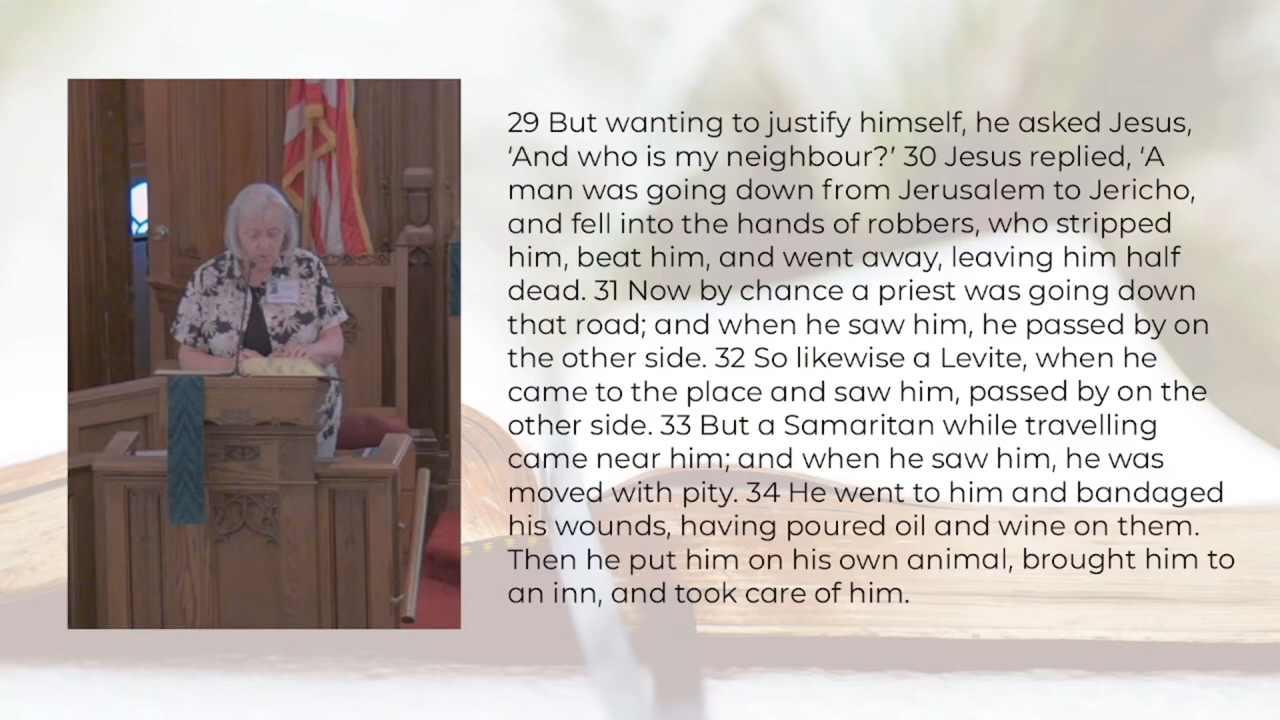 29 But wanting to justify himself, he asked Jesus,
‘And who is my neighbour?’ 30 Jesus replied, ‘A
man was going down from Jerusalem to Jericho,
and fell into the hands of robbers, who stripped
him, beat him, and went away, leaving him half
dead. 31 Now by chance a priest was going down
that road; and when he saw him, he passed by on
the other side. 32 So likewise a Levite, when he
came to the place and saw him, passed by on the
other side. 33 But a Samaritan while travelling
came near him; and when he saw him, he was
moved with pity. 34 He went to him and bandaged
his wounds, having poured oil and wine on them.
Then he put him on his own animal, brought him to
an inn, and took care of him.